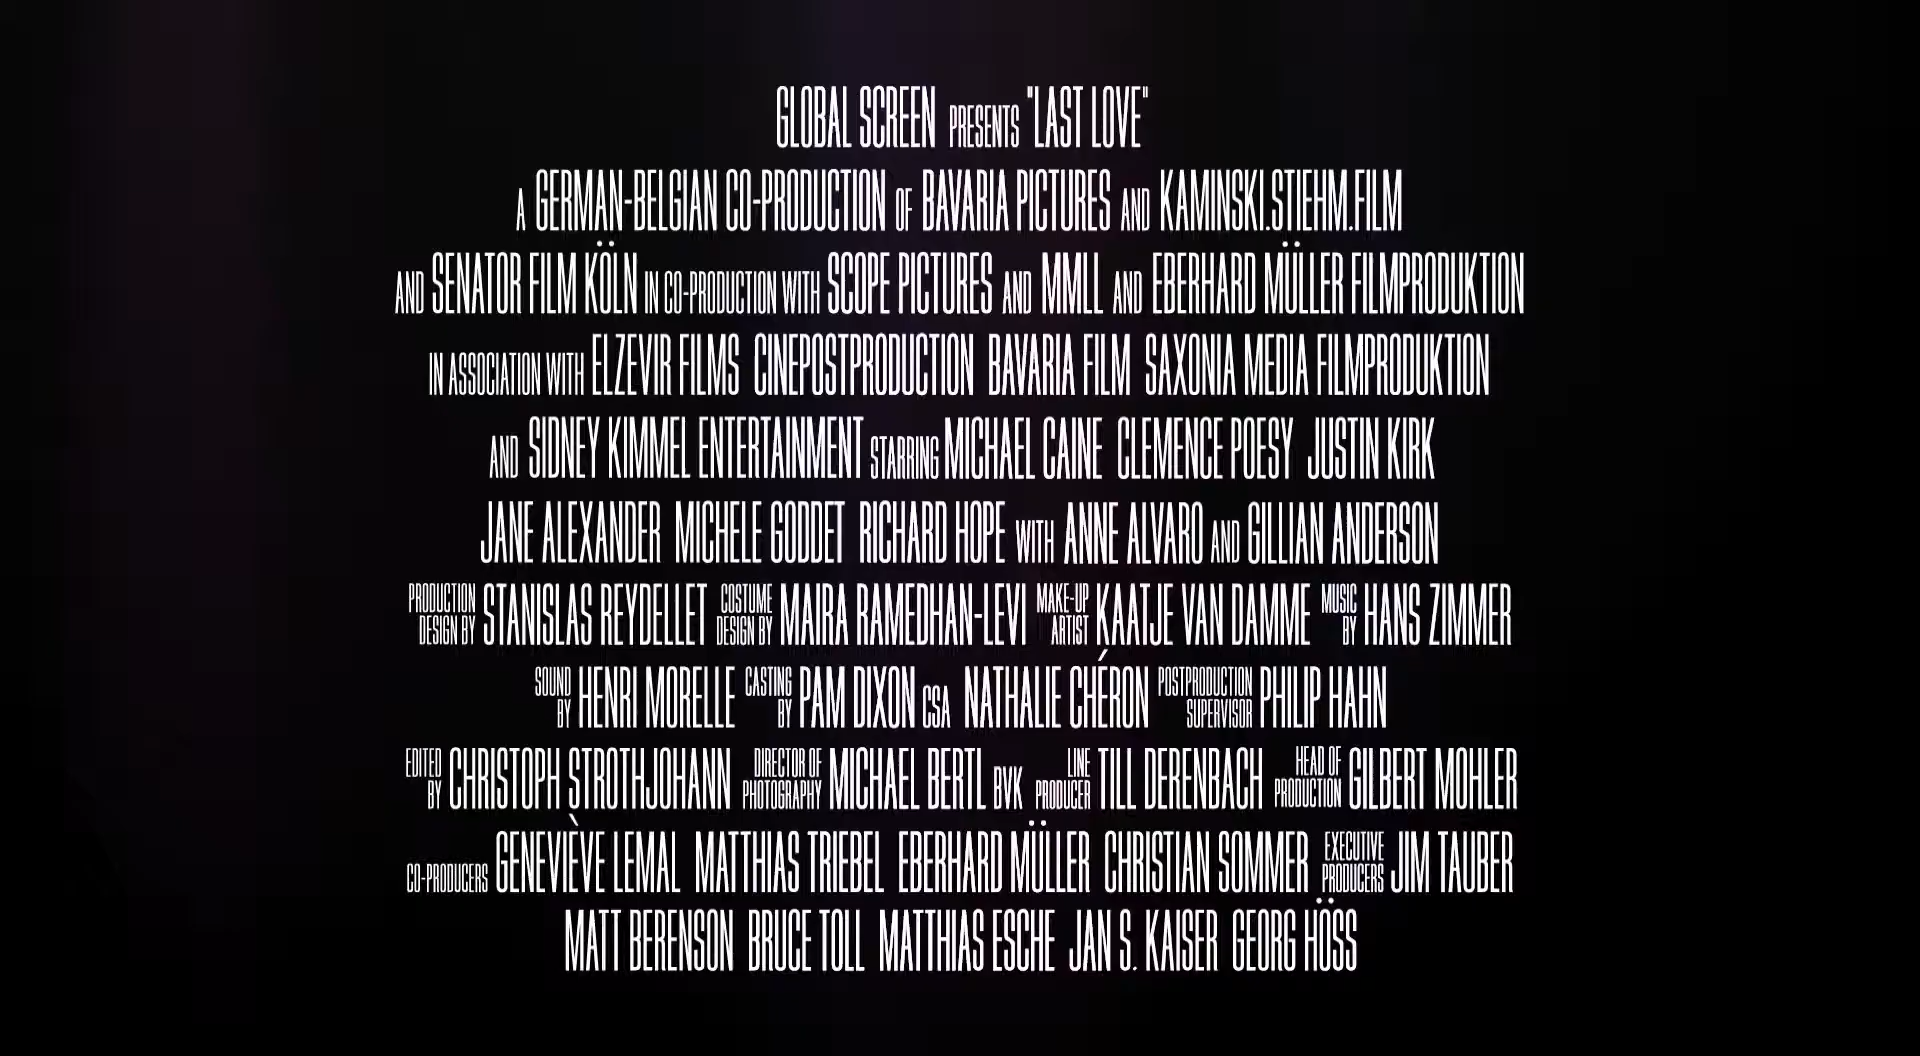 GLOBAL SCREEN PRESENTS "LAST LOVE"
A GERMAN-BELGIAN CO-PRODUCTION OF BAVARIA PICTURES AND KAMINSKI.STIEHM.FILM
AND SENATOR FILM KÖLN IN CO-PRODUCTION WITH SCOPE PICTURES AND MMLL AND EBERHARD MÜLLER FILMPRODUKTION
IN ASSOCIATION WITH ELZEVIR FILMS CINEPOSTPRODUCTION BAVARIA FILM SAXONIA MEDIA FILMPRODUKTION
AND SIDNEY KIMMEL ENTERTAINMENT STARRING MICHAEL CAINE CLEMENCE POESY JUSTIN KIRK
JANE ALEXANDER MICHELE GODDET RICHARD HOPE WITH ANNE ALVARO AND GILLIAN ANDERSON
PRODUCTION DESIGN BY STANISLAS REYDELLET COSTUME DESIGN BY MAIRA RAMEDHAN-LEVI MAKE-UP ARTIST KAATJE VAN DAMME MUSIC BY HANS ZIMMER
SOUND BY HENRI MORELLE CASTING BY PAM DIXON CSA NATHALIE CHÉRON POSTPRODUCTION SUPERVISOR PHILIP HAHN
EDITED BY CHRISTOPH STROTHJOHANN DIRECTOR OF PHOTOGRAPHY MICHAEL BERTL BVK LINE PRODUCER TILL DERENBACH HEAD OF PRODUCTION GILBERT MOHLER
CO-PRODUCERS GENEVIÈVE LEMAL MATTHIAS TRIEBEL EBERHARD MÜLLER CHRISTIAN SOMMER EXECUTIVE PRODUCERS JIM TAUBER
MATT BERENSON BRUCE TOLL MATTHIAS ESCHE JAN S. KAISER GEORG HÖSS